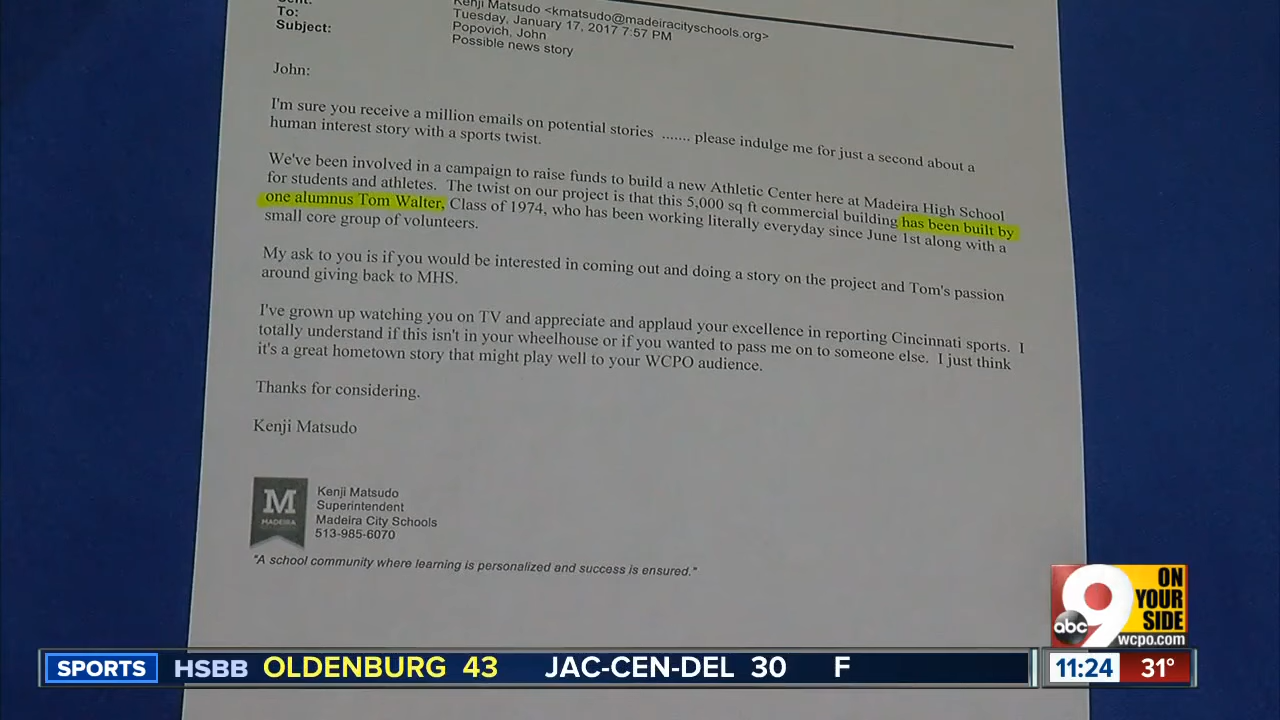 Kenji Matsudo <kmatsudo@madeiracityschools.org>
Tuesday, January 17, 2017 7:57 PM
To:
Popovich, John
Subject:
Possible news story
John:
I'm sure you receive a million emails on potential stories ....... please indulge me for just a second about a
human interest story with a sports twist.
We've been involved in a campaign to raise funds to build a new Athletic Center here at Madeira High School
for students and athletes. The twist on our project is that this 5,000 sq ft commercial building has been built by
one alumnus Tom Walter, Class of 1974, who has been working literally everyday since June 1st along with a
small core group of volunteers.
My ask to you is if you would be interested in coming out and doing a story on the project and Tom's passion
around giving back to MHS.
I've grown up watching you on TV and appreciate and applaud your excellence in reporting Cincinnati sports. I
totally understand if this isn't in your wheelhouse or if you wanted to pass me on to someone else. I just think
it's a great hometown story that might play well to your WCPO audience.
Thanks for considering.
Kenji Matsudo
M
MADEIRA
Kenji Matsudo
Superintendent
Madeira City Schools
513-985-6070
"A school community where learning is personalized and success is ensured."
abc 9
ON
YOUR
SIDE
wcpo.com
SPORTS HSBB OLDENBURG 43 JAC-CEN-DEL 30 F
11:24 31°